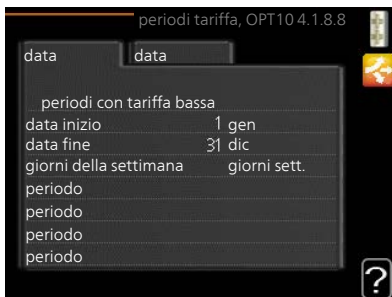 periodi tariffa, OPT10 4.1.8.8
data data
periodi con tariffa bassa
data inizio 1 gen
data fine 31 dic
giorni della settimana giorni sett.
periodo
periodo
periodo
periodo
?